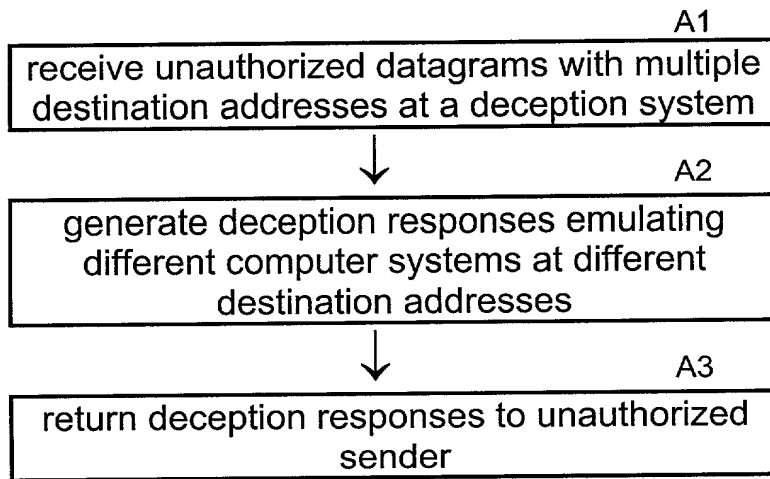 A1
receive unauthorized datagrams with multiple
destination addresses at a deception system
A2
generate deception responses emulating
different computer systems at different
destination addresses
A3
return deception responses to unauthorized
sender